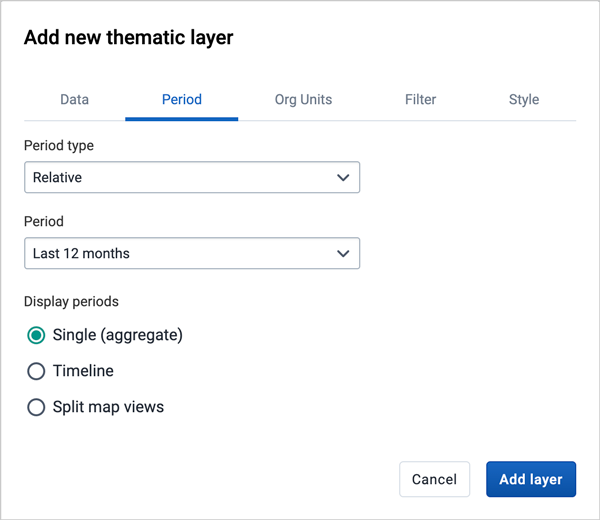 Add new thematic layer
Data Period Org Units Filter Style
Period type
Relative
Period
Last 12 months
Display periods
Single (aggregate)
Timeline
Split map views
Cancel Add layer